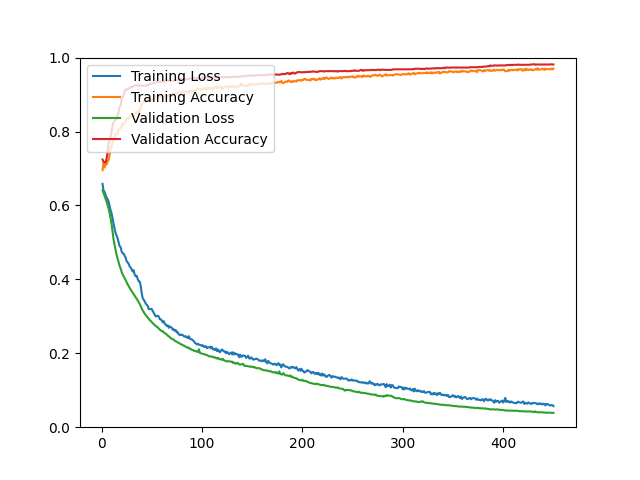 1.0
0.8
0.6
0.4
0.2
0.0
0 100 200 300 400
Training Loss
Training Accuracy
Validation Loss
Validation Accuracy